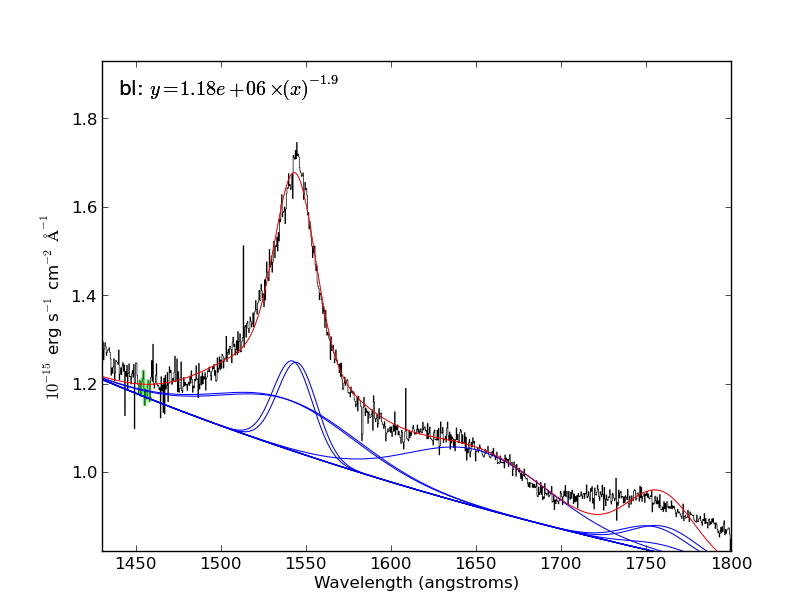 bl: y=1.18e+06×(x)^−1.9
1.8
1.6
1.4
1.2
1.0
10^−15 erg s^−1 cm^−2 Å^−1
1450 1500 1550 1600 1650 1700 1750 1800
Wavelength (angstroms)